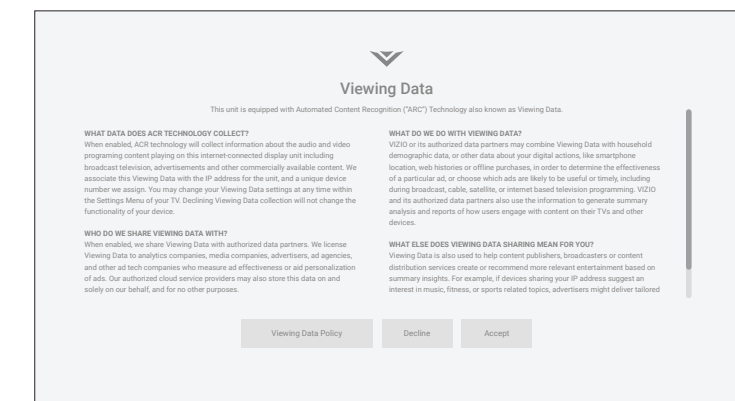 Viewing Data
This unit is equipped with Automated Content Recognition ("ARC") Technology also known as Viewing Data.
WHAT DATA DOES ACR TECHNOLOGY COLLECT?
When enabled, ACR technology will collect information about the audio and video
programing content playing on this internet-connected display unit including
broadcast television, advertisements and other commercially available content. We
associate this Viewing Data with the IP address for the unit, and a unique device
number we assign. You may change your Viewing Data settings at any time within
the Settings Menu of your TV. Declining Viewing Data collection will not change the
functionality of your device.
WHO DO WE SHARE VIEWING DATA WITH?
When enabled, we share Viewing Data with authorized data partners. We license
Viewing Data to analytics companies, media companies, advertisers, ad agencies,
and other ad tech companies who measure ad effectiveness or aid personalization
of ads. Our authorized cloud service providers may also store this data on and
solely on our behalf, and for no other purposes.
WHAT DO WE DO WITH VIEWING DATA?
VIZIO or its authorized data partners may combine Viewing Data with household
demographic data, or other data about your digital actions, like smartphone
location, web histories or offline purchases, in order to determine the effectiveness
of a particular ad, or choose which ads are likely to be useful or timely, including
during broadcast, cable, satellite, or internet based television programming. VIZIO
and its authorized data partners also use the information to generate summary
analysis and reports of how users engage with content on their TVs and other
devices.
WHAT ELSE DOES VIEWING DATA SHARING MEAN FOR YOU?
Viewing Data is also used to help content publishers, broadcasters or content
distribution services create or recommend more relevant entertainment based on
summary insights. For example, if devices sharing your IP address suggest an
interest in music, fitness, or sports related topics, advertisers might deliver tailored
Viewing Data Policy
Decline
Accept